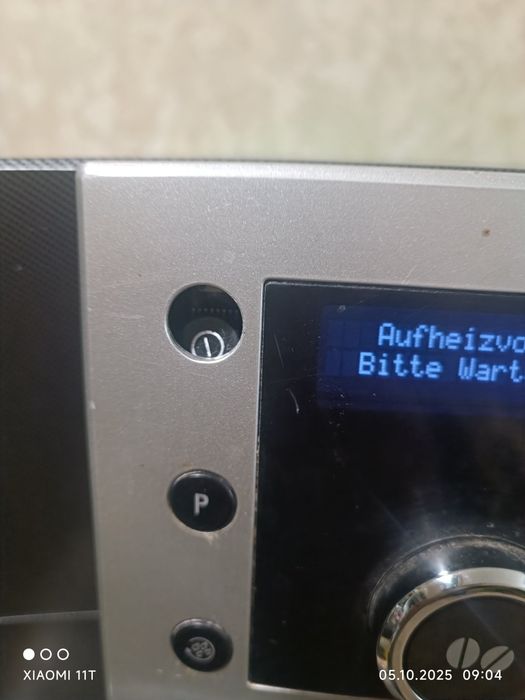 Aufheizvo
Bitte Wart
P
XIAOMI 11T
05.10.2025 09:04